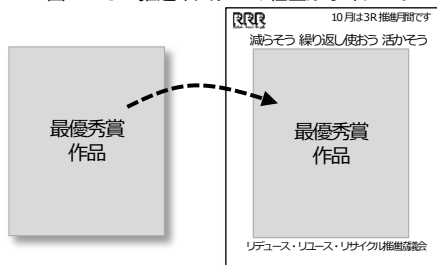 RRR
10月は3R推進月間です
減らそう 繰り返し使おう 活かそう
最優秀賞
作品
最優秀賞
作品
リデュース・リユース・リサイクル推進協議会